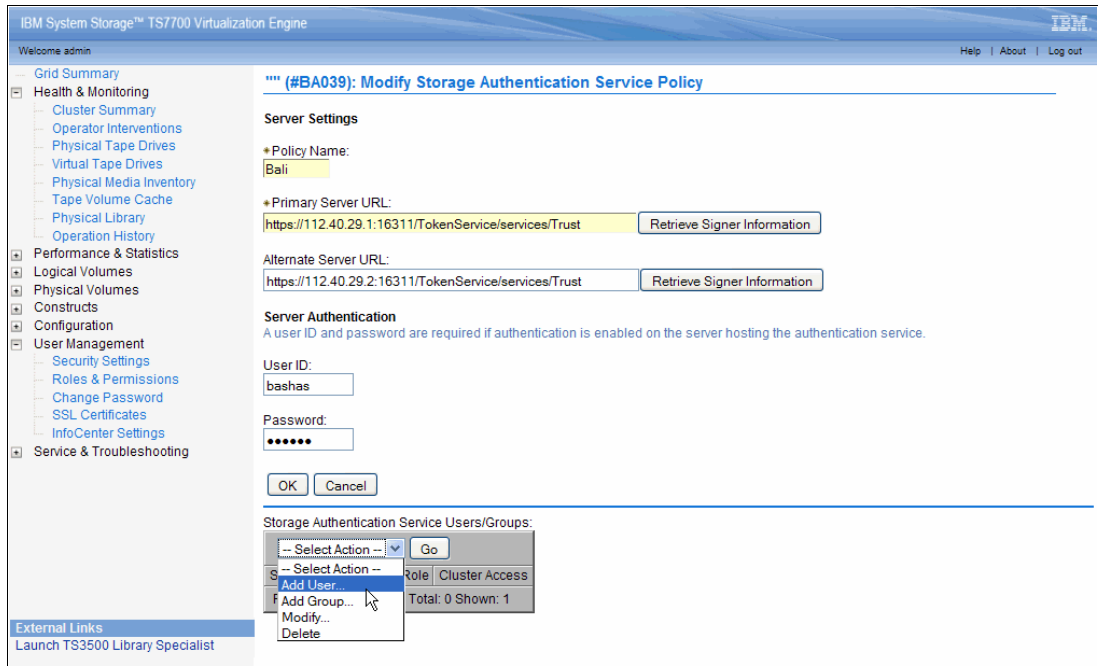 IBM System Storage™ TS7700 Virtualization Engine
IBM.
Welcome admin
Help | About | Log out
Grid Summary
Health & Monitoring
Cluster Summary
Operator Interventions
Physical Tape Drives
Virtual Tape Drives
Physical Media Inventory
Tape Volume Cache
Physical Library
Operation History
Performance & Statistics
Logical Volumes
Physical Volumes
Constructs
Configuration
User Management
Security Settings
Roles & Permissions
Change Password
SSL Certificates
InfoCenter Settings
Service & Troubleshooting
External Links
Launch TS3500 Library Specialist
"" (#BA039): Modify Storage Authentication Service Policy
Server Settings
*Policy Name:
Bali
*Primary Server URL:
https://112.40.29.1:16311/TokenService/services/Trust Retrieve Signer Information
Alternate Server URL:
https://112.40.29.2:16311/TokenService/services/Trust Retrieve Signer Information
Server Authentication
A user ID and password are required if authentication is enabled on the server hosting the authentication service.
User ID:
bashas
Password:
••••••
OK Cancel
Storage Authentication Service Users/Groups:
-- Select Action -- Go
-- Select Action --
Role Cluster Access
Add User...
Add Group... Total: 0 Shown: 1
Modify...
Delete